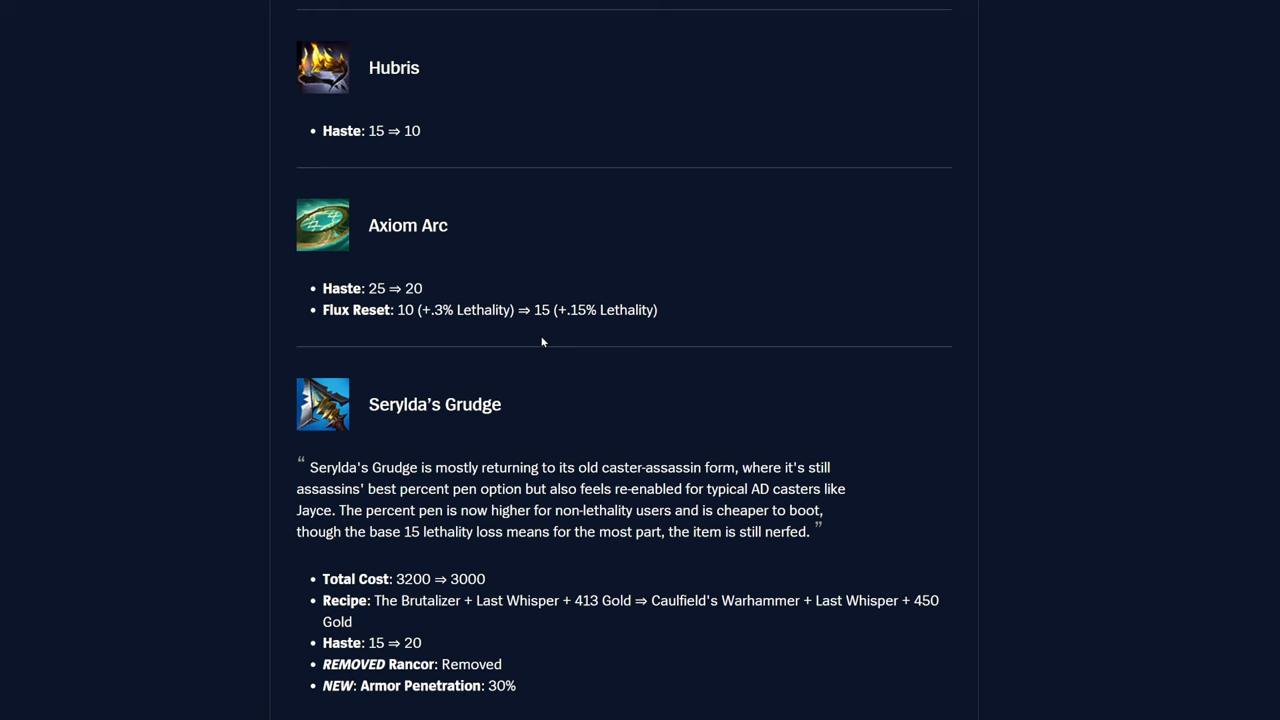 Hubris
• Haste: 15 ⇒ 10
Axiom Arc
• Haste: 25 ⇒ 20
• Flux Reset: 10 (+.3% Lethality) ⇒ 15 (+.15% Lethality)
Serylda’s Grudge
“ Serylda's Grudge is mostly returning to its old caster-assassin form, where it's still
assassins' best percent pen option but also feels re-enabled for typical AD casters like
Jayce. The percent pen is now higher for non-lethality users and is cheaper to boot,
though the base 15 lethality loss means for the most part, the item is still nerfed. ”
• Total Cost: 3200 ⇒ 3000
• Recipe: The Brutalizer + Last Whisper + 413 Gold ⇒ Caulfield's Warhammer + Last Whisper + 450
Gold
• Haste: 15 ⇒ 20
• REMOVED Rancor: Removed
• NEW: Armor Penetration: 30%